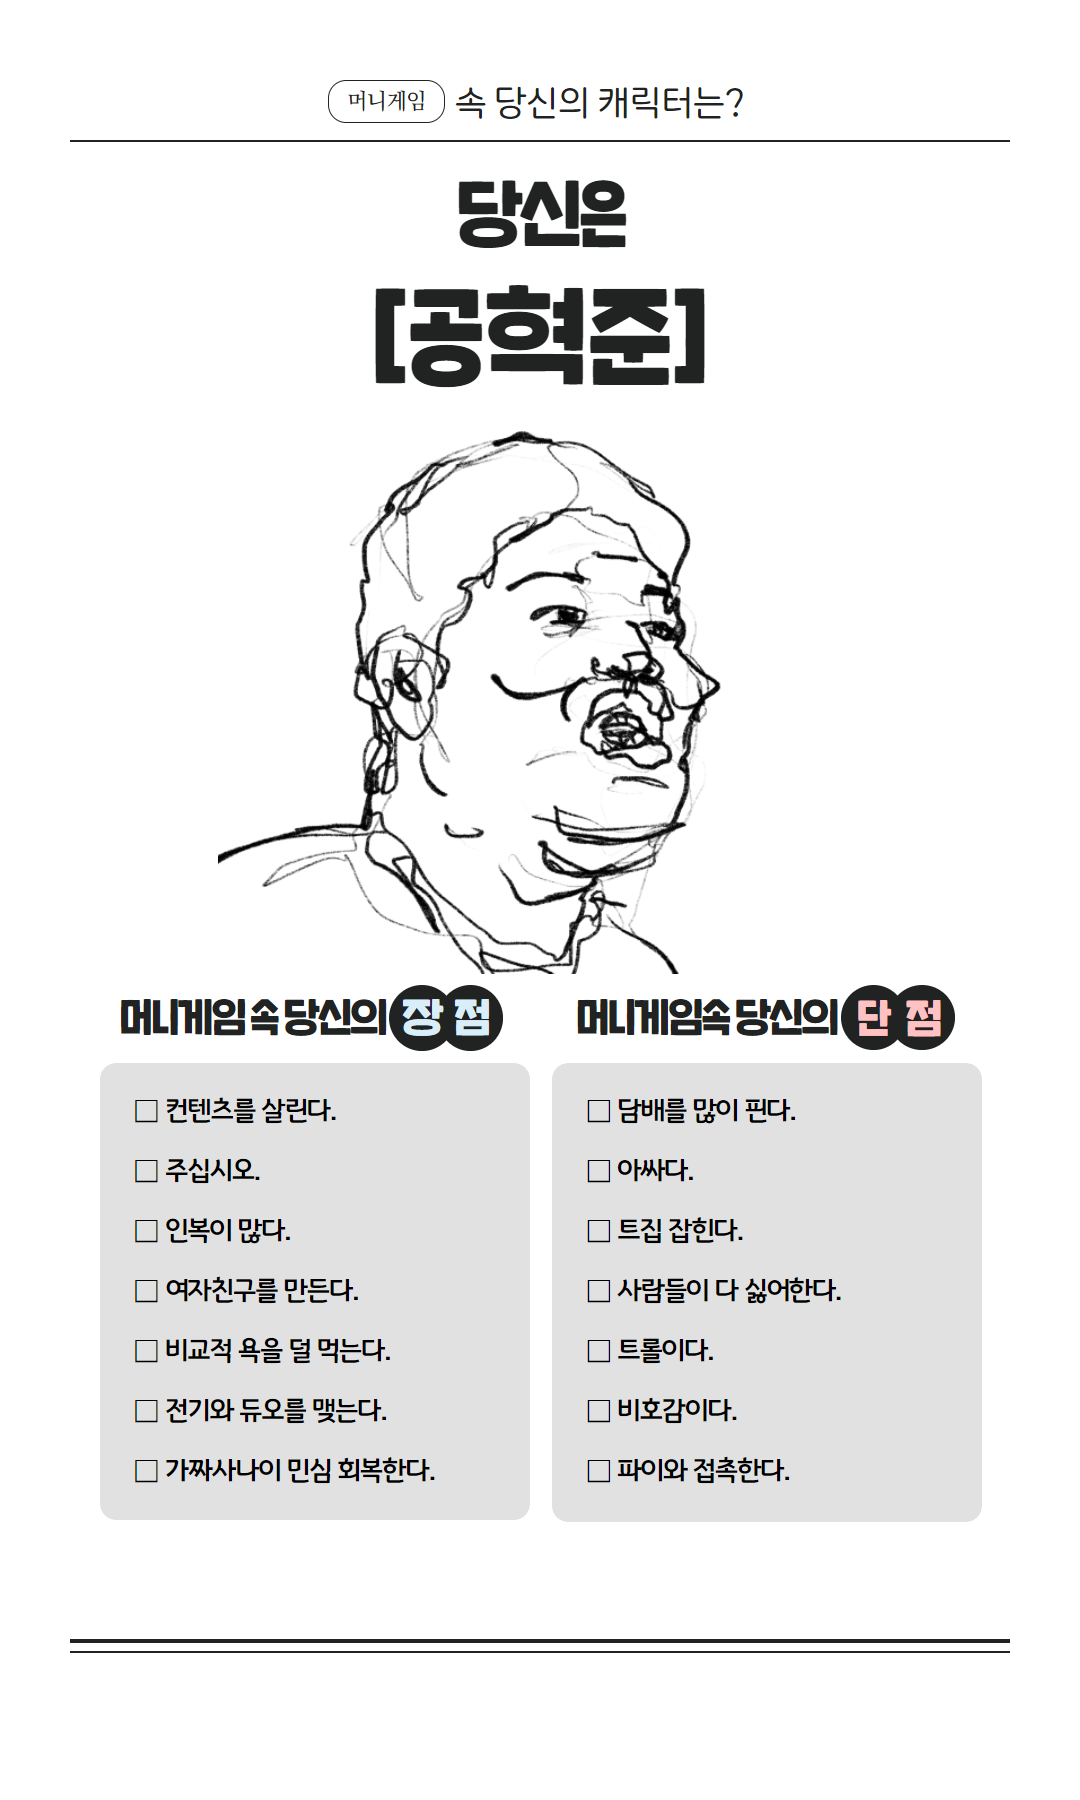 머니게임 속 당신의 캐릭터는?
당신은
[공혁준]
머니게임 속 당신의 장점
□ 컨텐츠를 살린다.
□ 주십시오.
□ 인복이 많다.
□ 여자친구를 만든다.
□ 비교적 욕을 덜 먹는다.
□ 전기와 듀오를 맺는다.
□ 가짜사나이 민심 회복한다.
머니게임속 당신의 단점
□ 담배를 많이 핀다.
□ 아싸다.
□ 트집 잡힌다.
□ 사람들이 다 싫어한다.
□ 트롤이다.
□ 비호감이다.
□ 파이와 접촉한다.